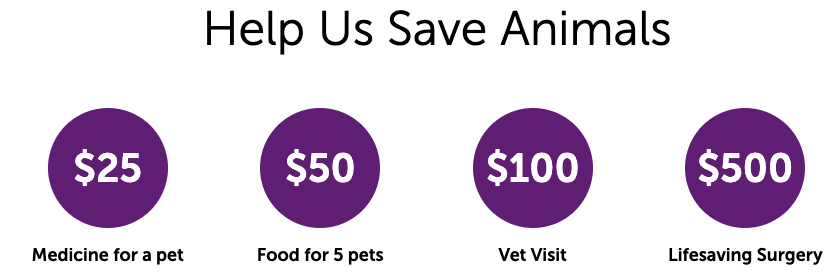 Help Us Save Animals
$25 $50 $100 $500
Medicine for a pet Food for 5 pets Vet Visit Lifesaving Surgery